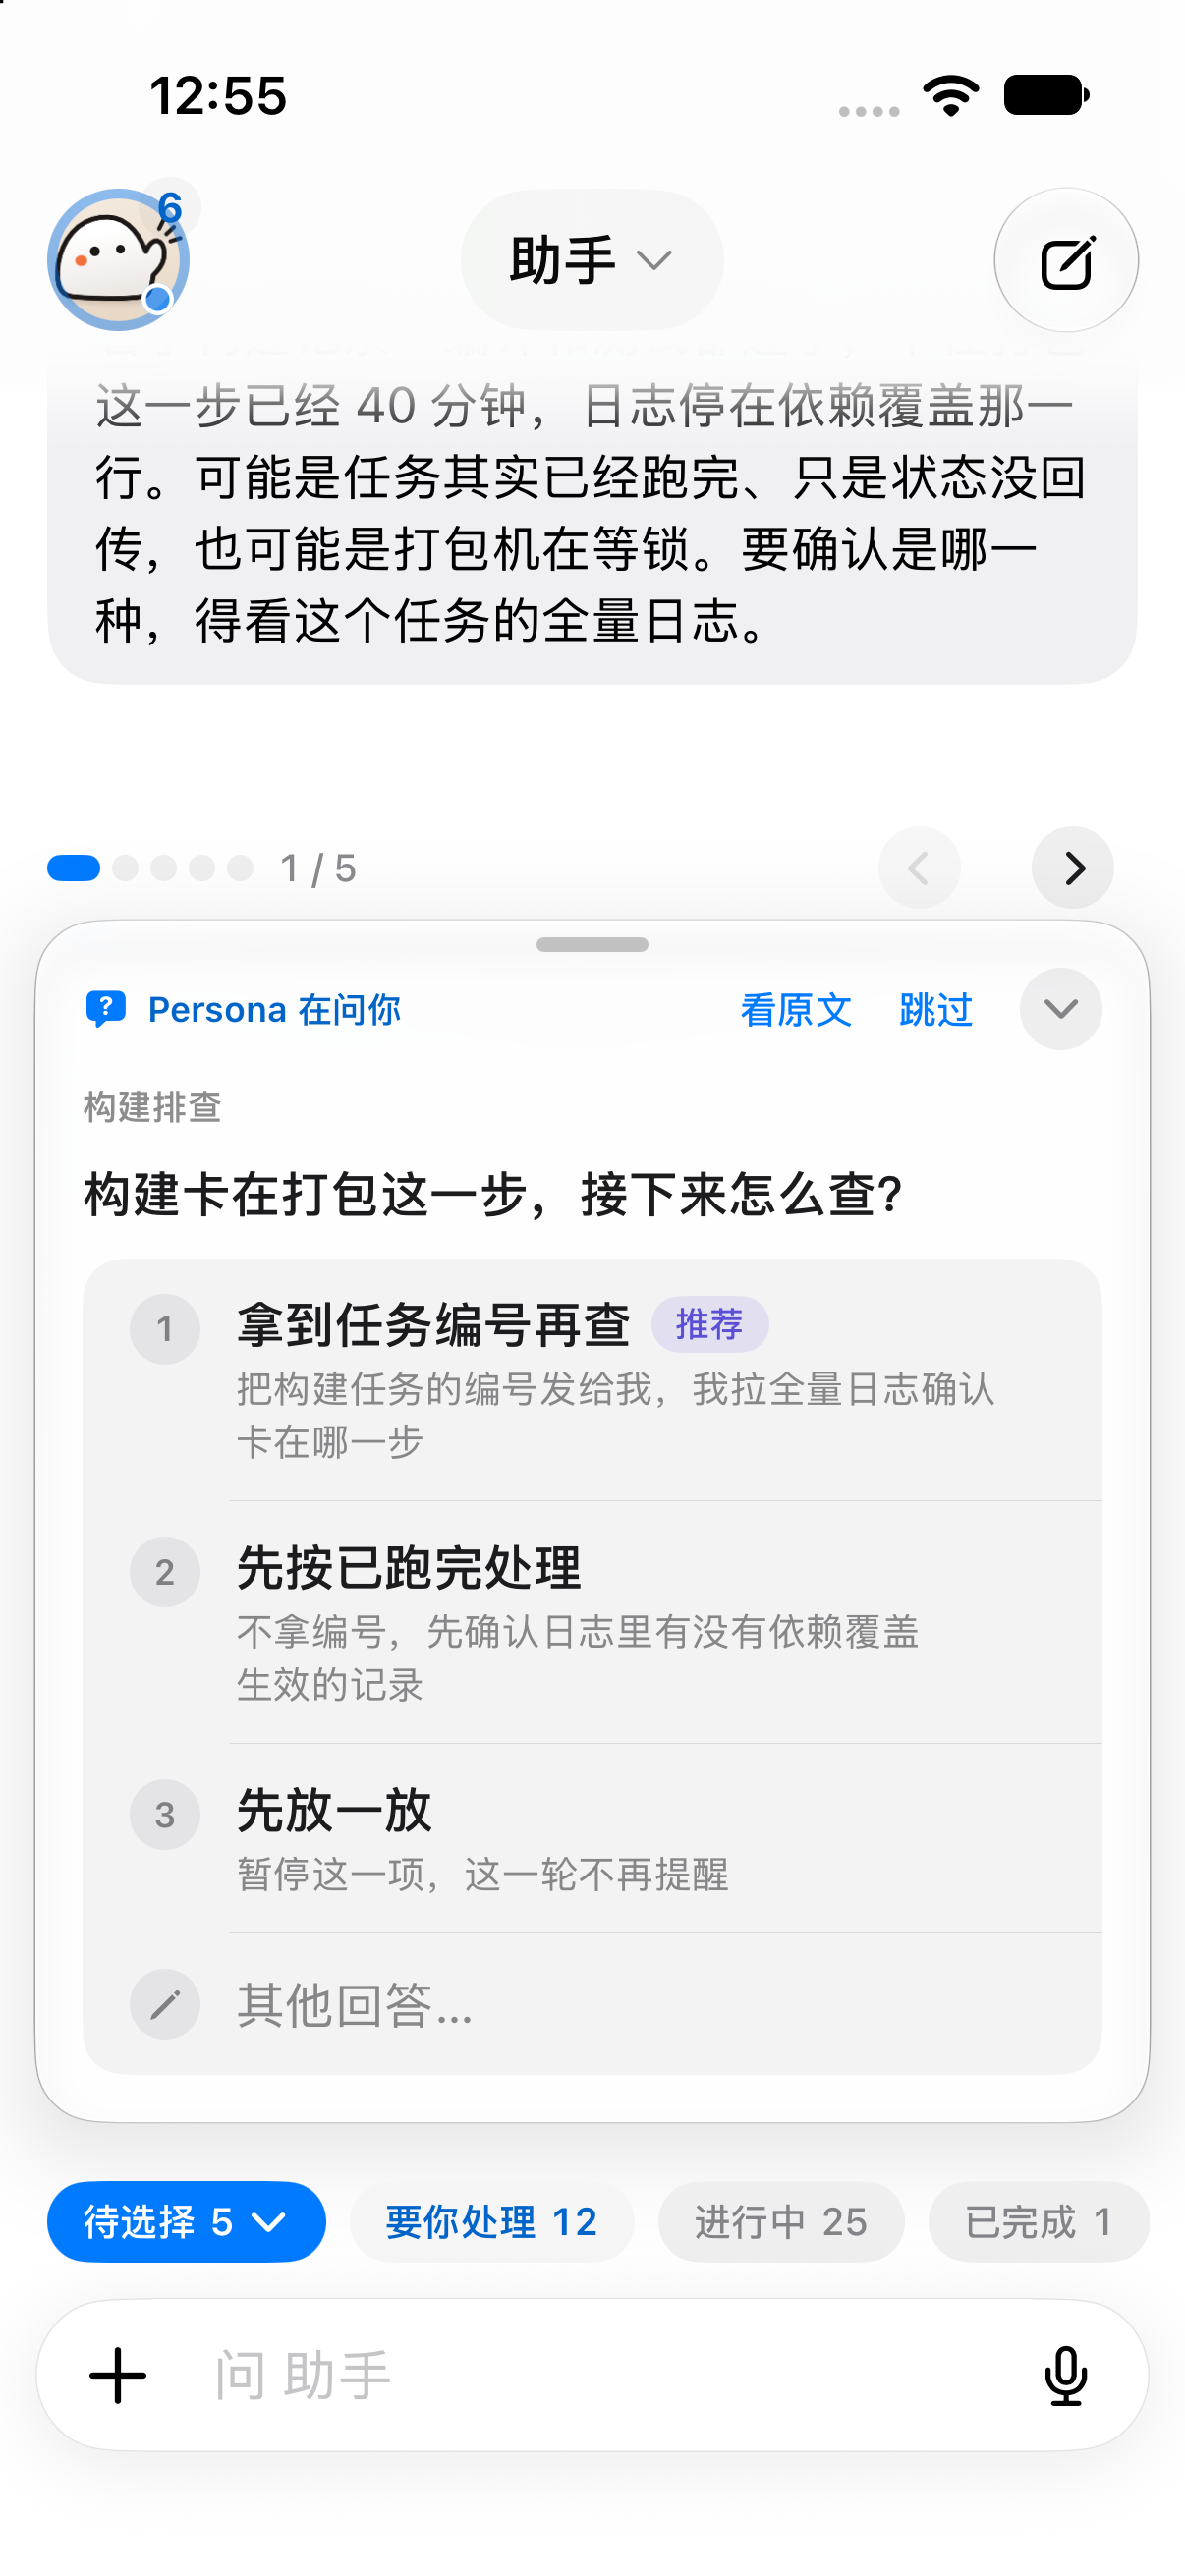 12:55
6
助手
这一步已经 40 分钟，日志停在依赖覆盖那一
行。可能是任务其实已经跑完、只是状态没回
传，也可能是打包机在等锁。要确认是哪一
种，得看这个任务的全量日志。
1 / 5
Persona 在问你
看原文
跳过
构建排查
构建卡在打包这一步，接下来怎么查?
1
拿到任务编号再查
推荐
把构建任务的编号发给我，我拉全量日志确认
卡在哪一步
2
先按已跑完处理
不拿编号，先确认日志里有没有依赖覆盖
生效的记录
3
先放一放
暂停这一项，这一轮不再提醒
其他回答...
待选择 5
要你处理 12
进行中 25
已完成 1
问 助手